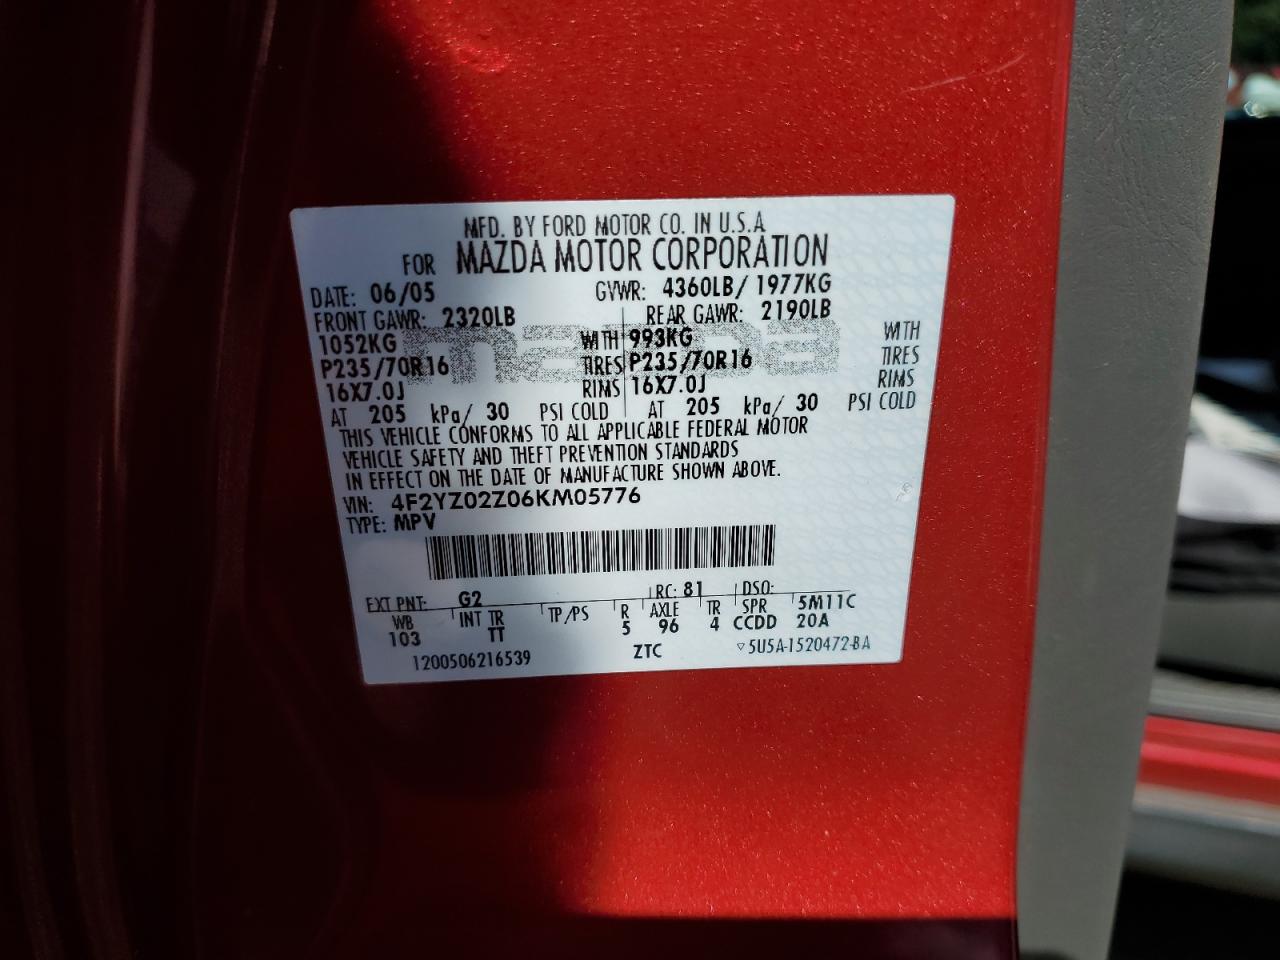 MFD. BY FORD MOTOR CO. IN U.S.A
FOR MAZDA MOTOR CORPORATION
DATE: 06/05 GVWR: 4360LB/ 1977KG
FRONT GAWR: 2320LB REAR GAWR: 2190LB
1052KG WITH 993KG WITH
P235/70R16 TIRES P235/70R16 TIRES
16X7.0J RIMS 16X7.0J RIMS
AT 205 kPa/ 30 PSI COLD AT 205 kPa/ 30 PSI COLD
THIS VEHICLE CONFORMS TO ALL APPLICABLE FEDERAL MOTOR
VEHICLE SAFETY AND THEFT PREVENTION STANDARDS
IN EFFECT ON THE DATE OF MANUFACTURE SHOWN ABOVE.
VIN: 4F2YZ02Z06KM05776
TYPE: MPV
EXT PNT: G2 RC: 81 DSO:
WB INT TR TP/PS R AXLE TR SPR 5M11C
103 TT 5 96 4 CCDD 20A
1200506216539 ZTC ▽5U5A-1520472-BA
mazda